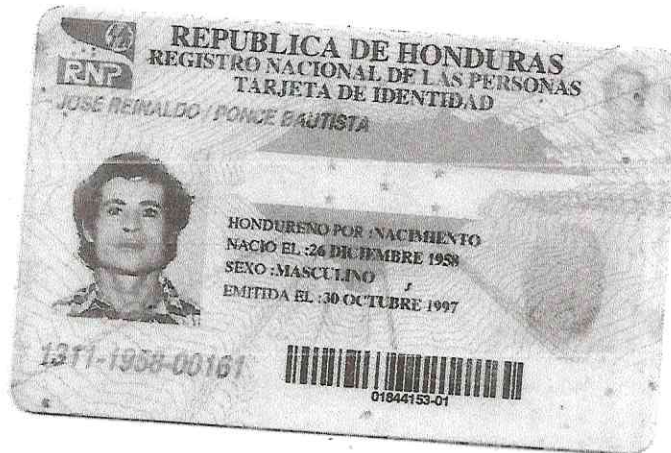 REPUBLICA DE HONDURAS
REGISTRO NACIONAL DE LAS PERSONAS
TARJETA DE IDENTIDAD
RNP
JOSE REINALDO / PONCE BAUTISTA
HONDUREÑO POR :NACIMIENTO
NACIO EL :26 DICIEMBRE 1958
SEXO :MASCULINO
EMITIDA EL :30 OCTUBRE 1997
1311-1958-00161
01844153-01